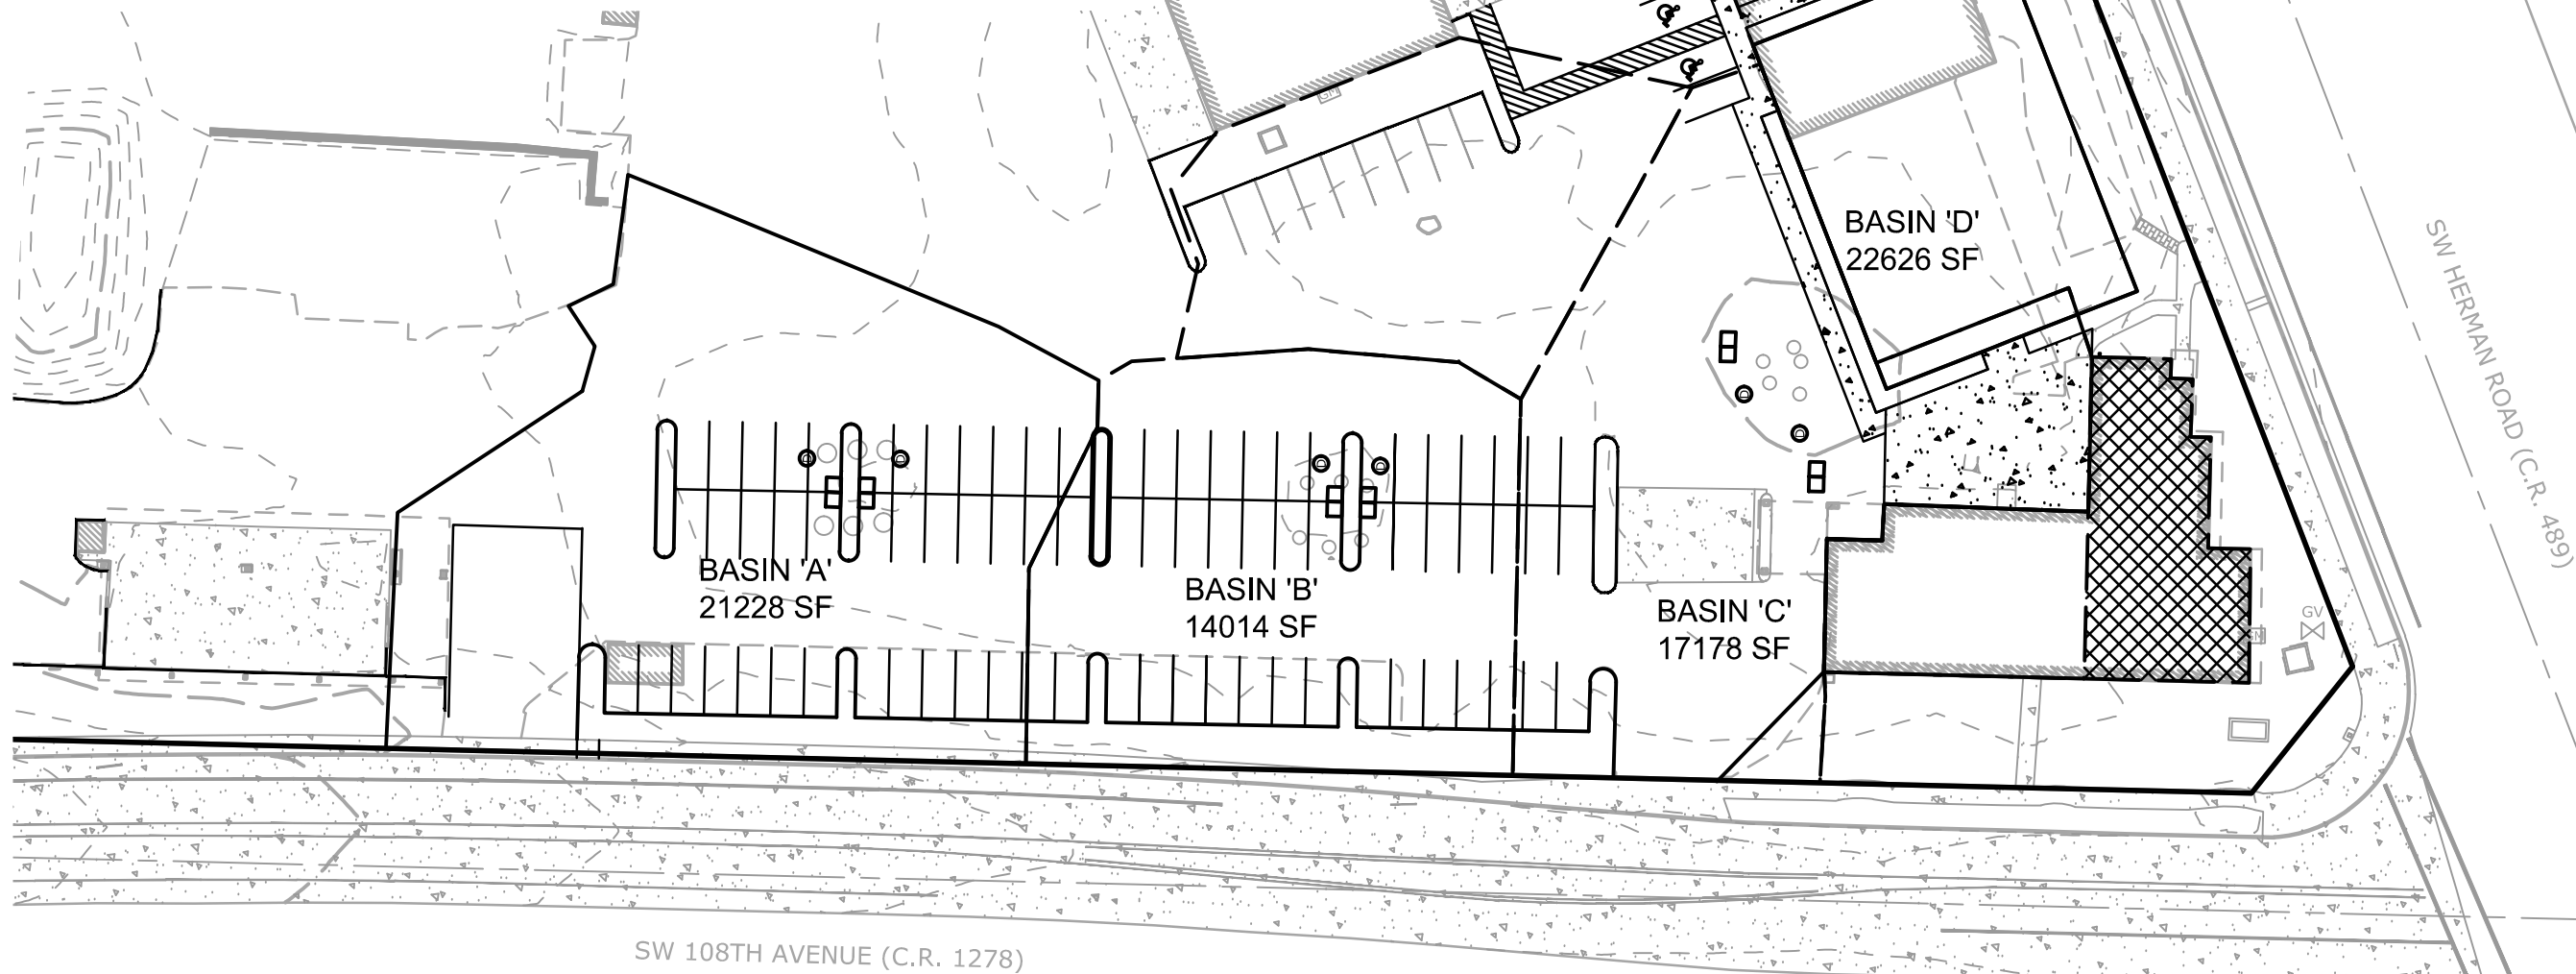 GM
BASIN 'D'
22626 SF
SW HERMAN ROAD (C.R. 489)
BASIN 'A'
21228 SF
BASIN 'B'
14014 SF
BASIN 'C'
17178 SF
GV
SW 108TH AVENUE (C.R. 1278)